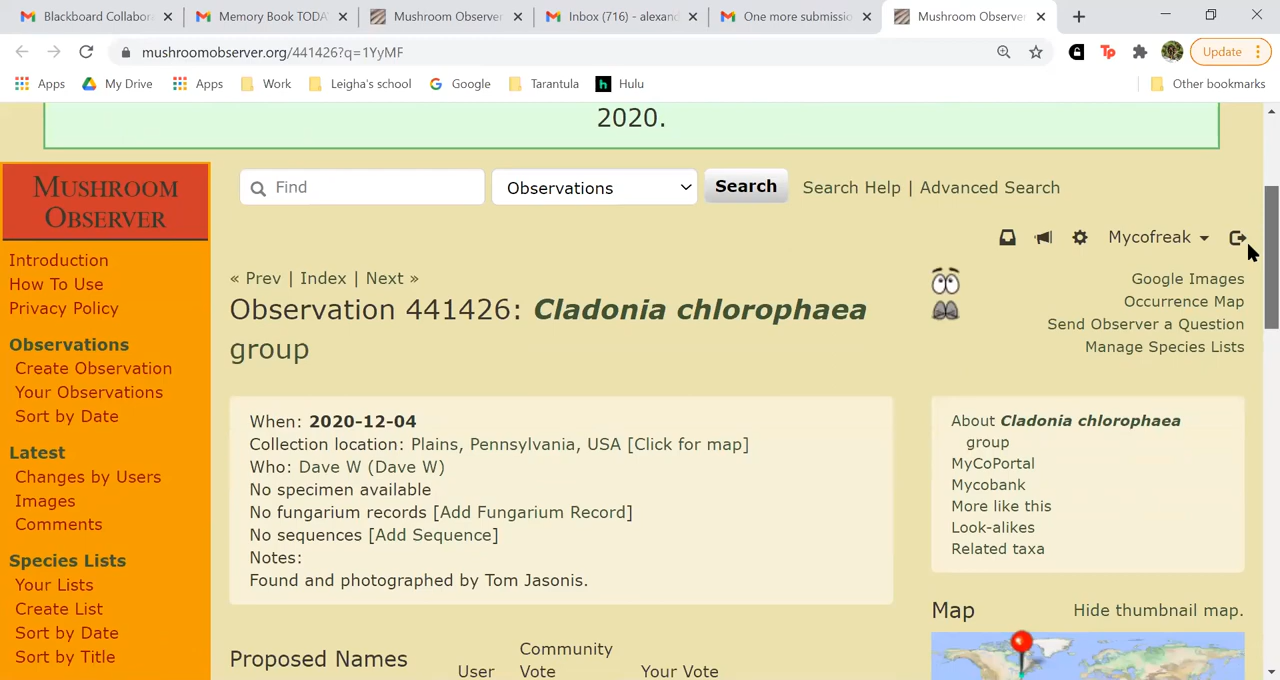 Blackboard Collabora
Memory Book TODA
Mushroom Observer
Inbox (716) - alexand
One more submissio
Mushroom Observe
mushroomobserver.org/441426?q=1YyMF
Update
Apps
My Drive
Apps
Work
Leigha's school
Google
Tarantula
Hulu
Other bookmarks
2020.
MUSHROOM
OBSERVER
Find
Observations
Search
Search Help | Advanced Search
Mycofreak
Introduction
How To Use
Privacy Policy
Observations
Create Observation
Your Observations
Sort by Date
Latest
Changes by Users
Images
Comments
Species Lists
Your Lists
Create List
Sort by Date
Sort by Title
« Prev | Index | Next »
Observation 441426: Cladonia chlorophaea
group
Google Images
Occurrence Map
Send Observer a Question
Manage Species Lists
When: 2020-12-04
Collection location: Plains, Pennsylvania, USA [Click for map]
Who: Dave W (Dave W)
No specimen available
No fungarium records [Add Fungarium Record]
No sequences [Add Sequence]
Notes:
Found and photographed by Tom Jasonis.
About Cladonia chlorophaea
group
MyCoPortal
Mycobank
More like this
Look-alikes
Related taxa
Map
Hide thumbnail map.
Proposed Names
User
Community
Vote
Your Vote